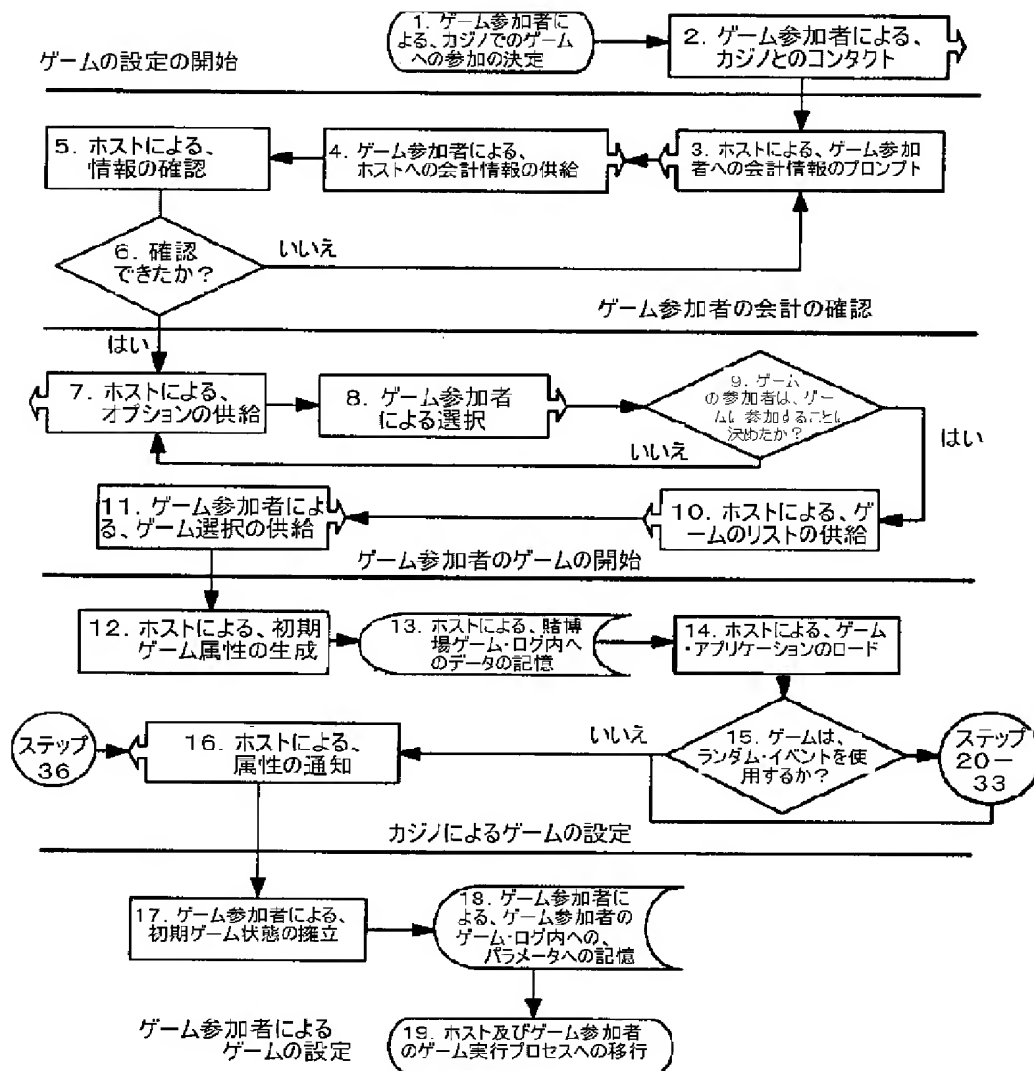 1. ゲーム参加者に
よる、カジノでのゲーム
への参加の決定
2. ゲーム参加者による、
カジノとのコンタクト
ゲームの設定の開始
5. ホストによる、
情報の確認
4. ゲーム参加者による、
ホストへの会計情報の供給
3. ホストによる、ゲーム参加
者への会計情報のプロンプト
6. 確認
できたか?
いいえ
ゲーム参加者の会計の確認
はい
7. ホストによる、
オプションの供給
8. ゲーム参加者
による選択
9. ゲーム
の参加者は、ゲー
ムに参加することに
決めたか?
はい
いいえ
11. ゲーム参加者によ
る、ゲーム選択の供給
10. ホストによる、ゲ
ームのリストの供給
ゲーム参加者のゲームの開始
12. ホストによる、初期
ゲーム属性の生成
13. ホストによる、賭博
場ゲーム・ログ内へ
のデータの記憶
14. ホストによる、ゲーム
・アプリケーションのロード
ステップ
36
16. ホストによる、
属性の通知
いいえ
15. ゲームは、
ランダム・イベントを使
用するか?
ステップ
20-
33
カジノによるゲームの設定
17. ゲーム参加者による、
初期ゲーム状態の擁立
18. ゲーム参加者に
よる、ゲーム参加者の
ゲーム・ログ内への、
パラメータへの記憶
ゲーム参加者による
ゲームの設定
19. ホスト及びゲーム参加者
のゲーム実行プロセスへの移行